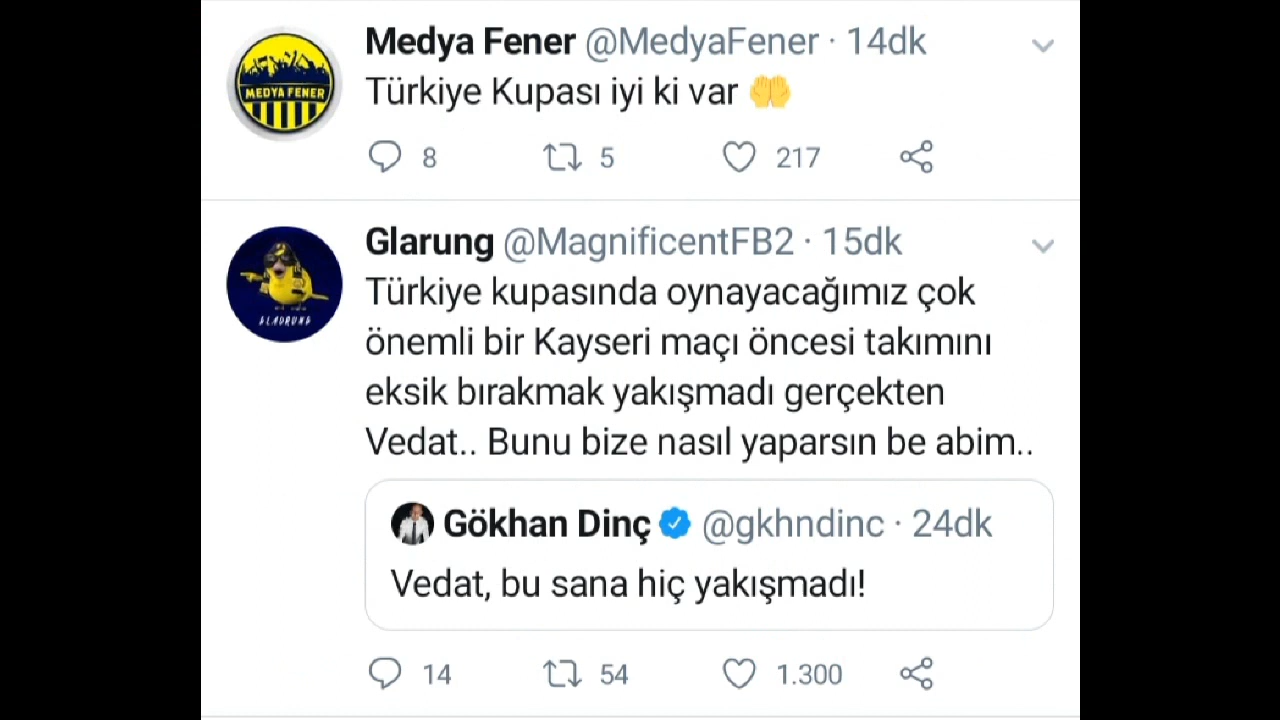 Medya Fener @MedyaFener · 14dk
MEDYA FENER
Türkiye Kupası iyi ki var 🤲
8 5 217
Glarung @MagnificentFB2 · 15dk
Türkiye kupasında oynayacağımız çok
önemli bir Kayseri maçı öncesi takımını
eksik bırakmak yakışmadı gerçekten
Vedat.. Bunu bize nasıl yaparsın be abim..
Gökhan Dinç @gkhndinc · 24dk
Vedat, bu sana hiç yakışmadı!
14 54 1.300